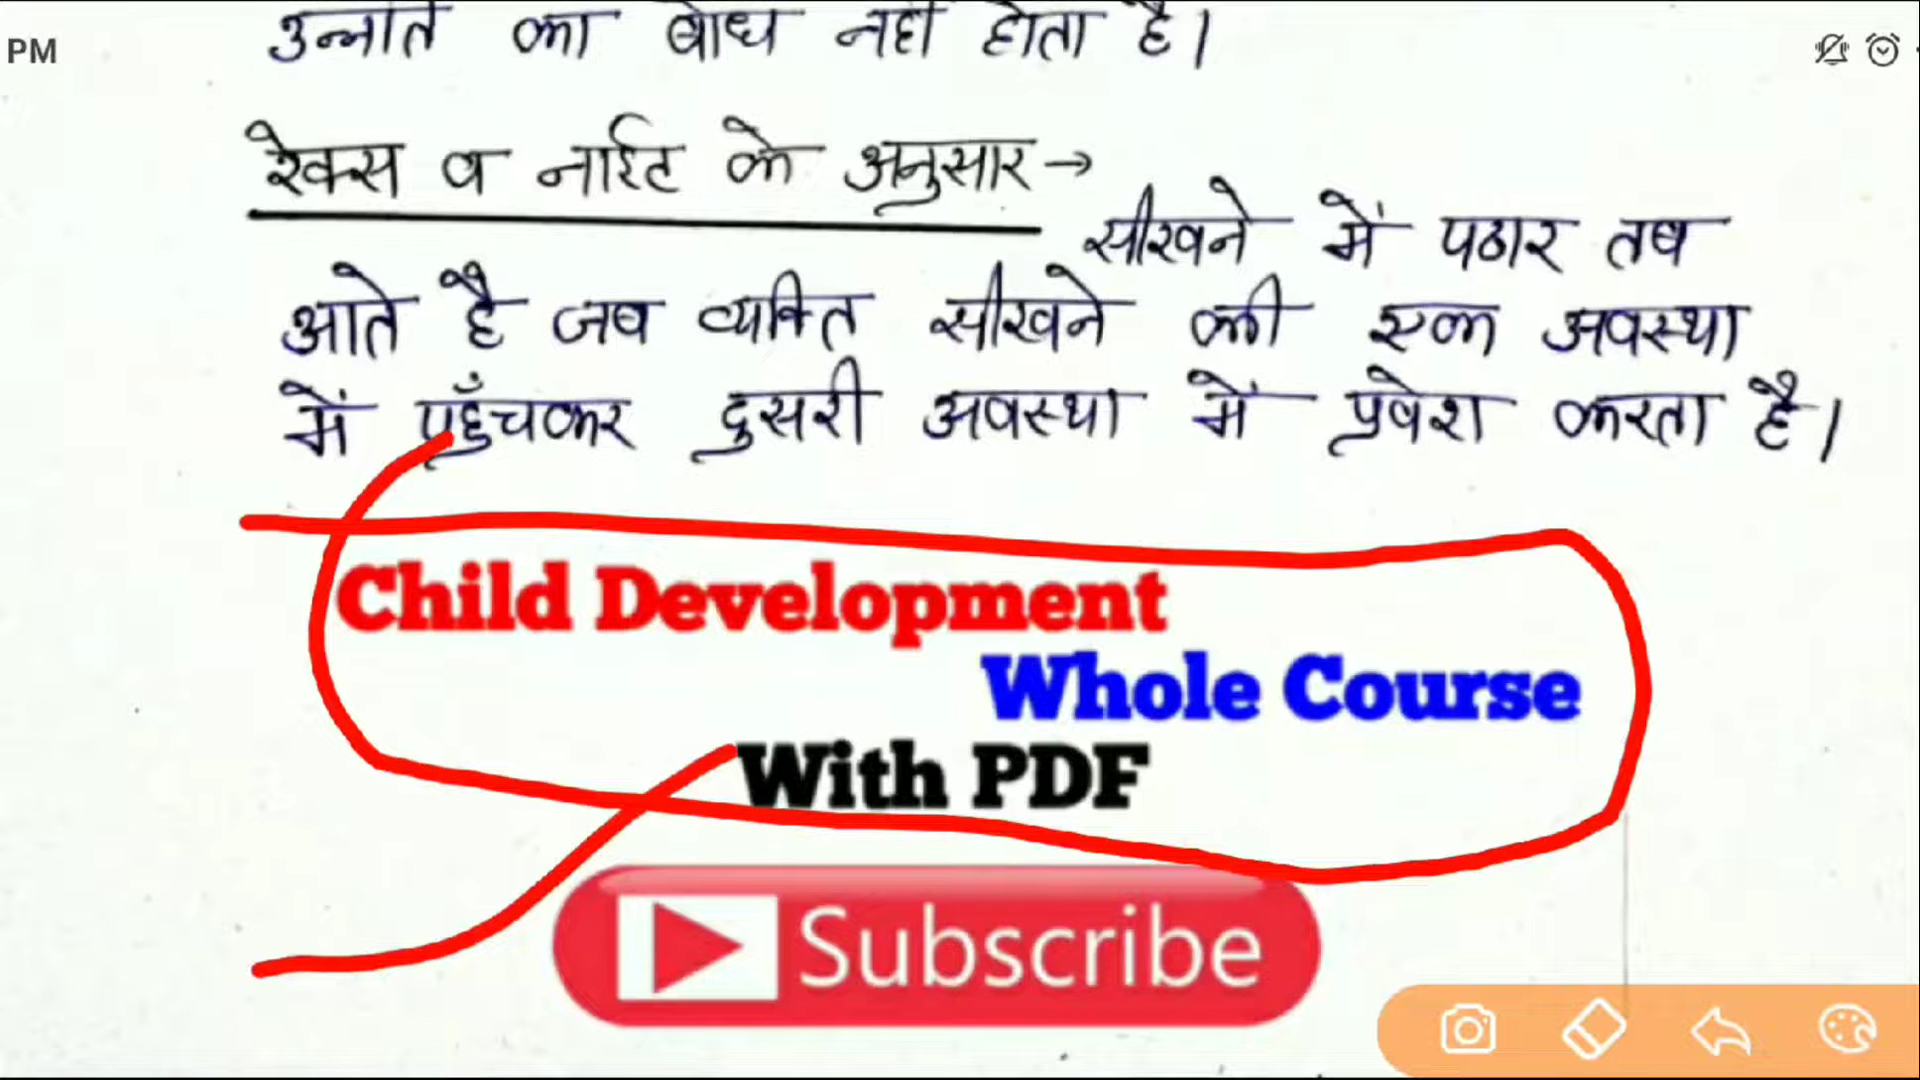 PM
उन्नति का बोध नहीं होता है।
रेक्स व नाईट के अनुसार→
सीखने में पठार तब
आते है जब व्यक्ति सीखने की एक अवस्था
में पहुँचकर दुसरी अवस्था में प्रवेश करता है।
Child Development
Whole Course
With PDF
Subscribe